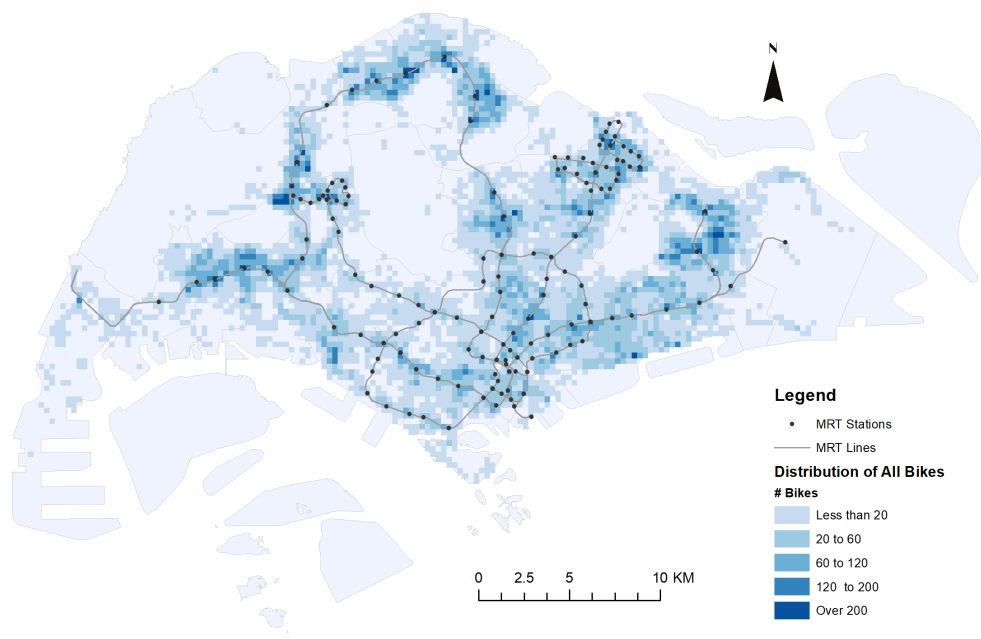 N
Legend
MRT Stations
MRT Lines
Distribution of All Bikes
# Bikes
Less than 20
20 to 60
60 to 120
120 to 200
Over 200
0 2.5 5 10 KM